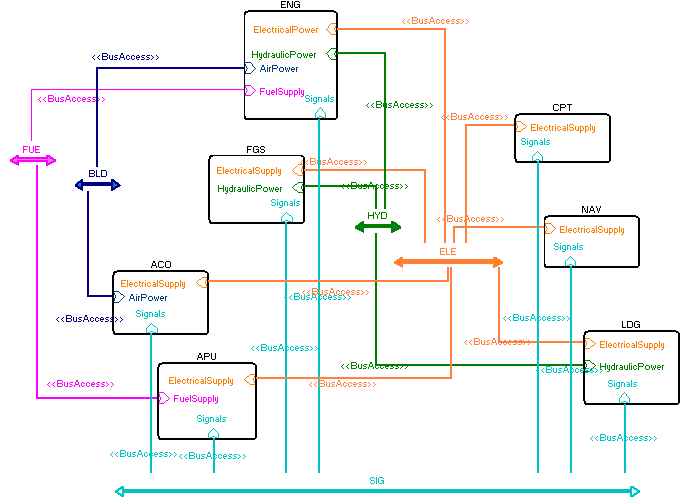 ENG
<<BusAccess>>
ElectricalPower
<<BusAccess>>
HydraulicPower
AirPower
FuelSupply
Signals
<<BusAccess>>
<<BusAccess>>
CPT
<<BusAccess>>
ElectricalSupply
Signals
FUE
FGS
<<BusAccess>>
ElectricalSupply
BLD
HydraulicPower
<<BusAccess>>
Signals
HYD
NAV
<<BusAccess>>
ElectricalSupply
Signals
ELE
ACO
ElectricalSupply
AirPower
<<BusAccess>>
<<BusAccess>>
Signals
<<BusAccess>>
<<BusAccess>>
LDG
<<BusAccess>>
ElectricalSupply
<<BusAccess>>
APU
<<BusAccess>>
<<BusAccess>>
HydraulicPower
ElectricalSupply
<<BusAccess>>
<<BusAccess>>
Signals
FuelSupply
Signals
<<BusAccess>>
<<BusAccess>>
<<BusAccess>>
SIG